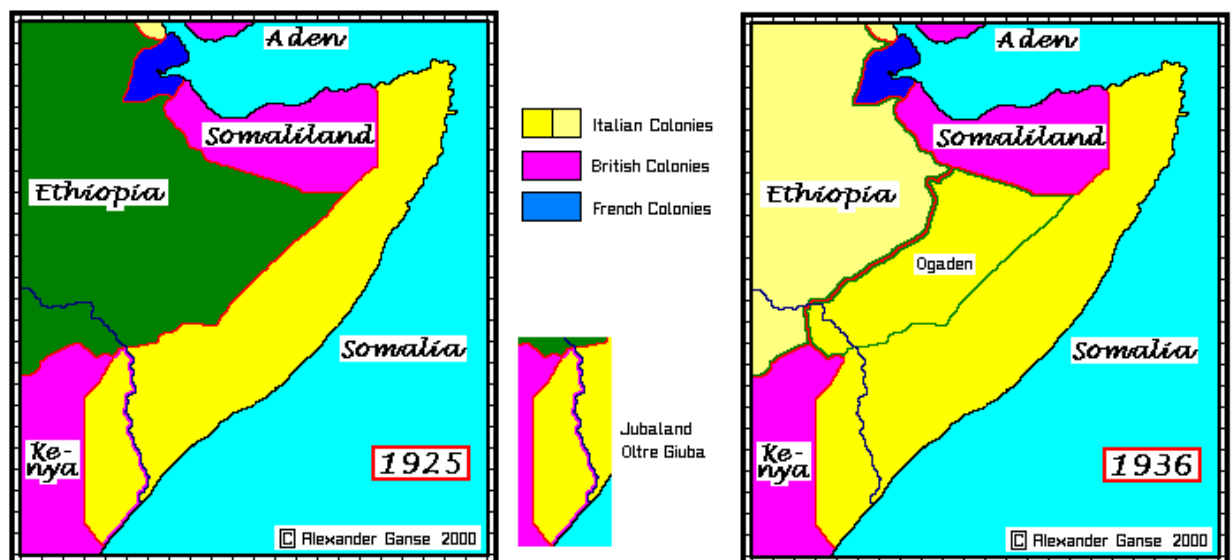 Aden
Somaliland
Ethiopia
Somalia
Ke-
nya
1925
C Alexander Ganse 2000
Italian Colonies
British Colonies
French Colonies
Jubaland
Oltre Giuba
Aden
Somaliland
Ethiopia
Ogaden
Somalia
Ke-
nya
1936
C Alexander Ganse 2000